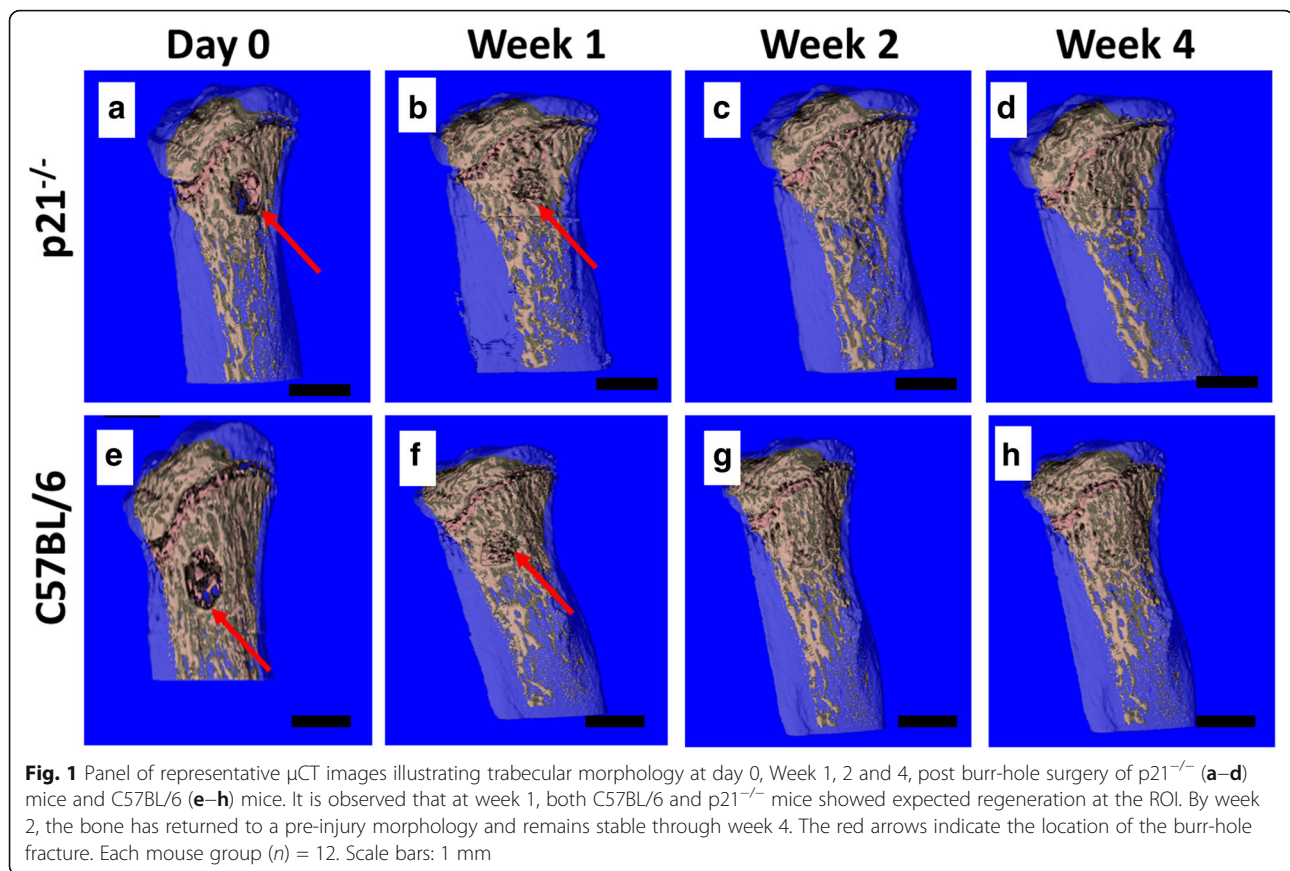 Day 0 Week 1 Week 2 Week 4
p21-/-
a b c d
C57BL/6
e f g h
Fig. 1 Panel of representative μCT images illustrating trabecular morphology at day 0, Week 1, 2 and 4, post burr-hole surgery of p21−/− (a–d)
mice and C57BL/6 (e–h) mice. It is observed that at week 1, both C57BL/6 and p21−/− mice showed expected regeneration at the ROI. By week
2, the bone has returned to a pre-injury morphology and remains stable through week 4. The red arrows indicate the location of the burr-hole
fracture. Each mouse group (n) = 12. Scale bars: 1 mm